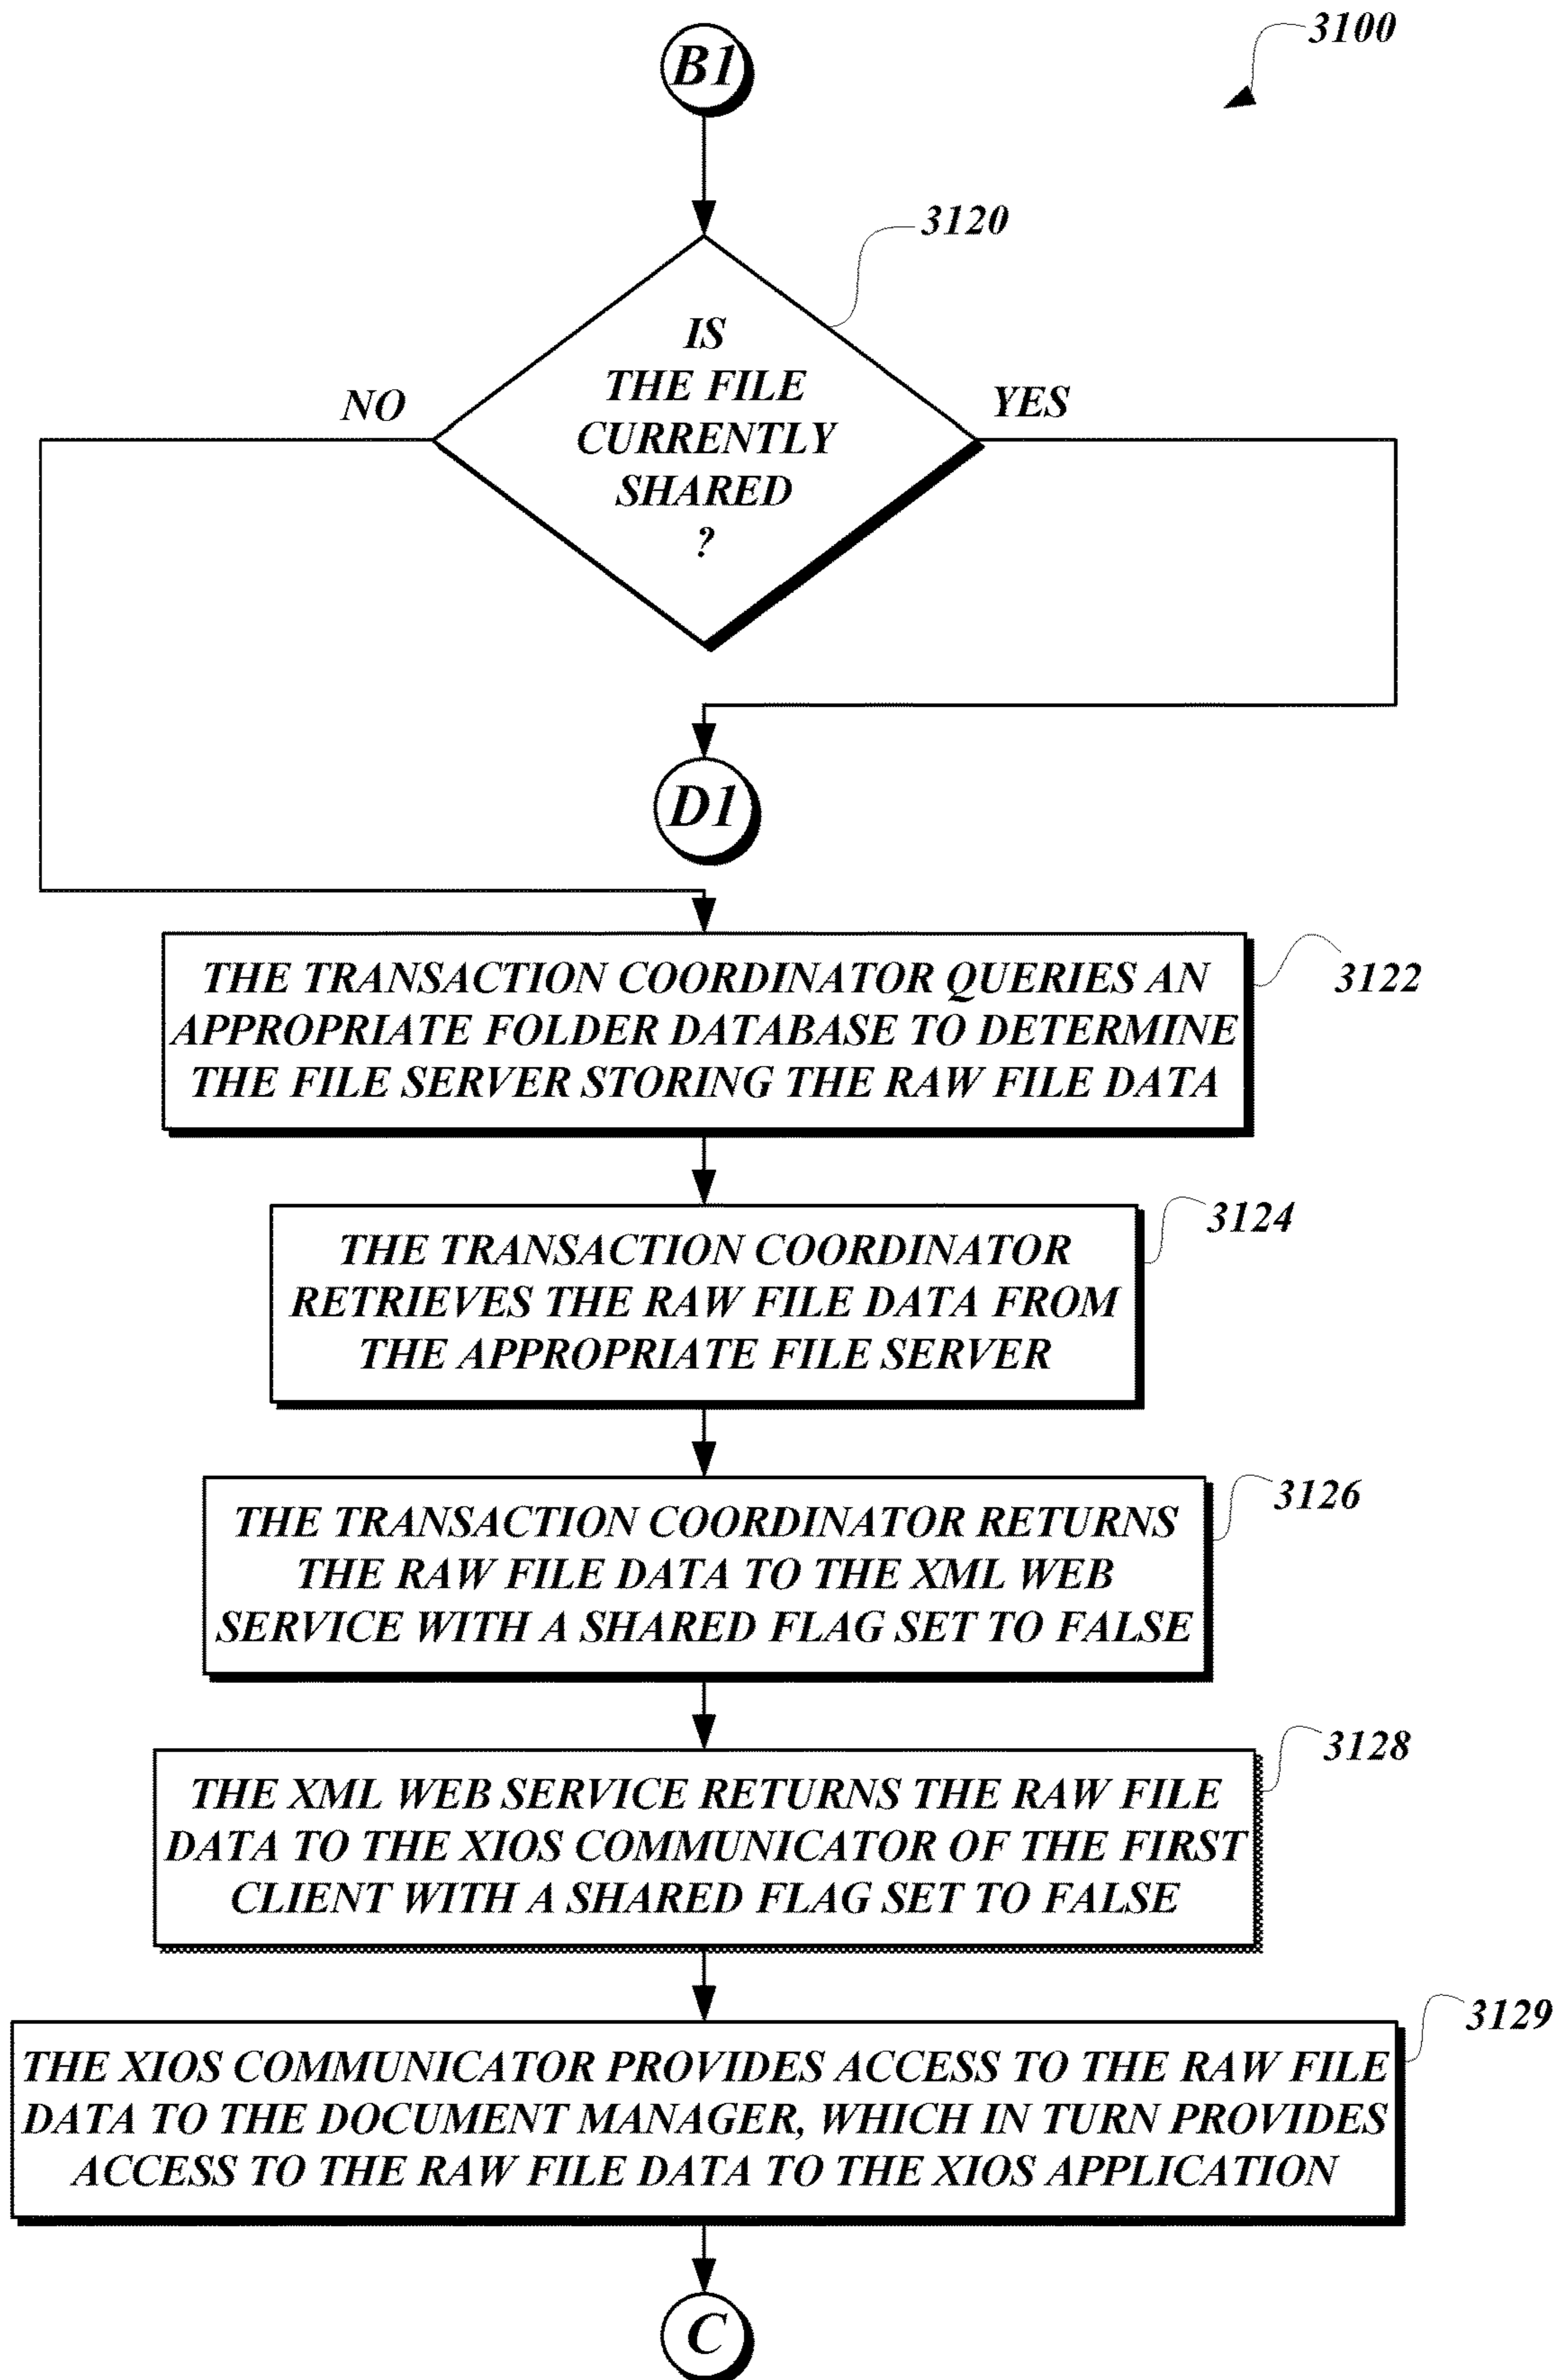 3100
B1
3120
IS
THE FILE
CURRENTLY
SHARED
?
NO
YES
D1
THE TRANSACTION COORDINATOR QUERIES AN
APPROPRIATE FOLDER DATABASE TO DETERMINE
THE FILE SERVER STORING THE RAW FILE DATA
3122
THE TRANSACTION COORDINATOR
RETRIEVES THE RAW FILE DATA FROM
THE APPROPRIATE FILE SERVER
3124
THE TRANSACTION COORDINATOR RETURNS
THE RAW FILE DATA TO THE XML WEB
SERVICE WITH A SHARED FLAG SET TO FALSE
3126
THE XML WEB SERVICE RETURNS THE RAW FILE
DATA TO THE XIOS COMMUNICATOR OF THE FIRST
CLIENT WITH A SHARED FLAG SET TO FALSE
3128
THE XIOS COMMUNICATOR PROVIDES ACCESS TO THE RAW FILE
DATA TO THE DOCUMENT MANAGER, WHICH IN TURN PROVIDES
ACCESS TO THE RAW FILE DATA TO THE XIOS APPLICATION
3129
C